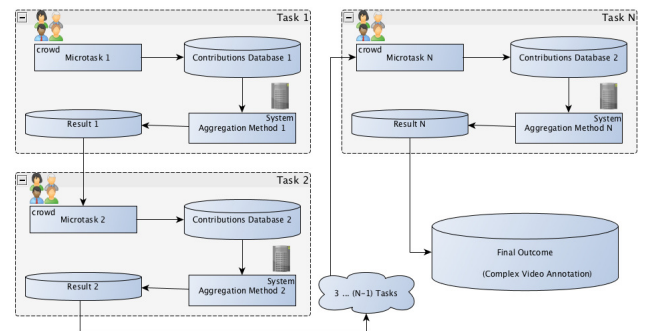 Task 1
crowd
Microtask 1
Contributions Database 1
System
Aggregation Method 1
Result 1
Task 2
crowd
Microtask 2
Contributions Database 2
System
Aggregation Method 2
Result 2
3 ... (N-1) Tasks
Task N
crowd
Microtask N
Contributions Database 2
System
Aggregation Method N
Result N
Final Outcome
(Complex Video Annotation)